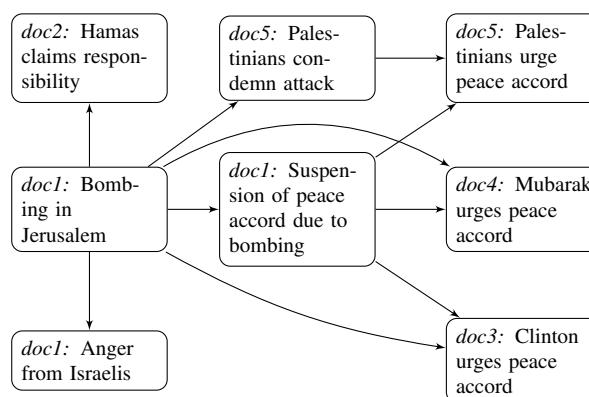 doc2: Hamas
claims respon-
sibility
doc5: Pales-
tinians con-
demn attack
doc5: Pales-
tinians urge
peace accord
doc1: Bomb-
ing in
Jerusalem
doc1: Suspen-
sion of peace
accord due to
bombing
doc4: Mubarak
urges peace
accord
doc1: Anger
from Israelis
doc3: Clinton
urges peace
accord